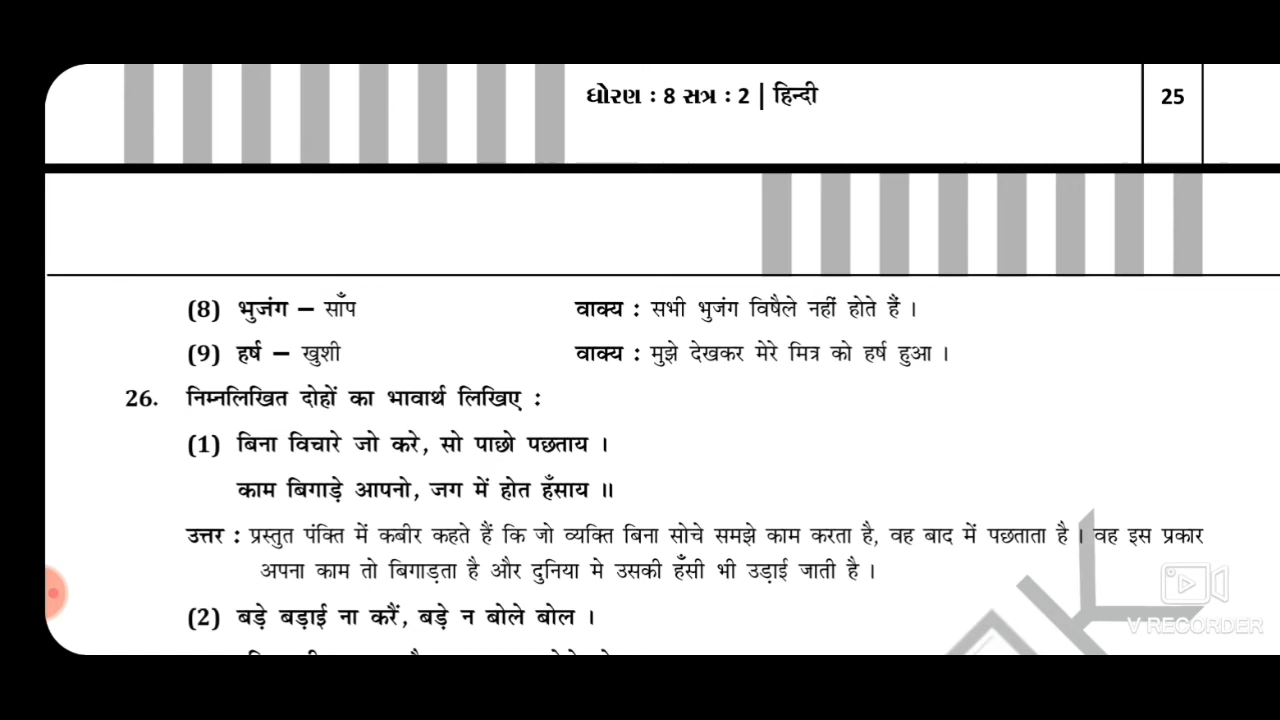 ધોરણ : 8 સત્ર : 2 | हिन्दी 25
(8) भुजंग – साँप वाक्य : सभी भुजंग विषैले नहीं होते हैं ।
(9) हर्ष – खुशी वाक्य : मुझे देखकर मेरे मित्र को हर्ष हुआ ।
26. निम्नलिखित दोहों का भावार्थ लिखिए :
(1) बिना विचारे जो करे, सो पाछो पछताय ।
काम बिगाड़े आपनो, जग में होत हँसाय ॥
उत्तर : प्रस्तुत पंक्ति में कबीर कहते हैं कि जो व्यक्ति बिना सोचे समझे काम करता है, वह बाद में पछताता है । वह इस प्रकार
अपना काम तो बिगाड़ता है और दुनिया मे उसकी हँसी भी उड़ाई जाती है ।
(2) बड़े बड़ाई ना करैं, बड़े न बोले बोल ।
V RECORDER